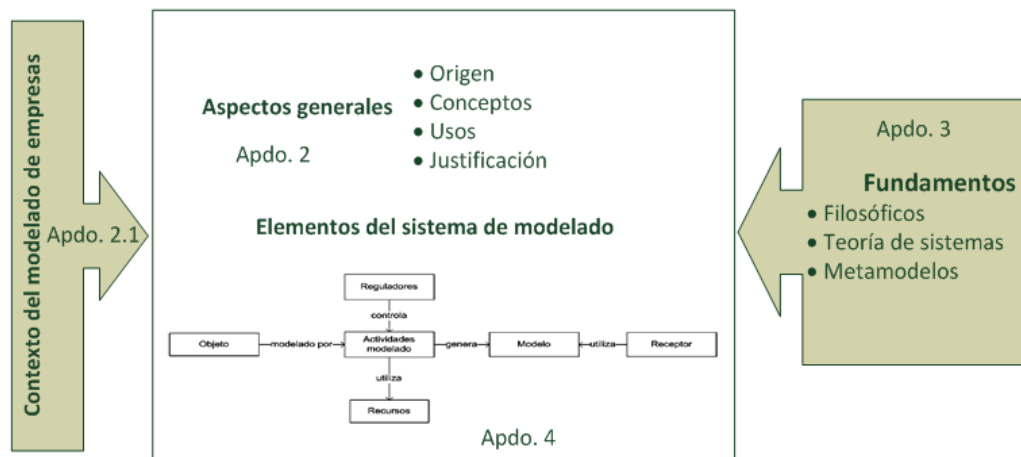 Contexto del modelado de empresas
Apdo. 2.1
Aspectos generales
Apdo. 2
• Origen
• Conceptos
• Usos
• Justificación
Elementos del sistema de modelado
Reguladores
controla
Objeto
modelado por
Actividades
modelado
genera
Modelo
utiliza
Receptor
utiliza
Recursos
Apdo. 4
Apdo. 3
Fundamentos
• Filosóficos
• Teoría de sistemas
• Metamodelos